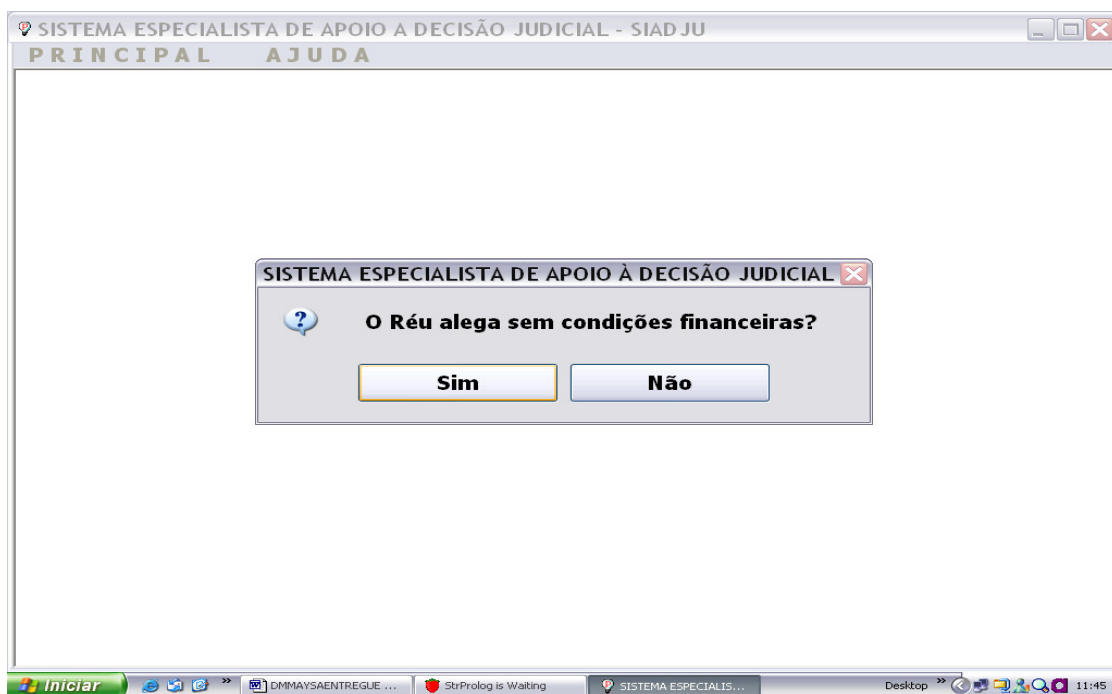 SISTEMA ESPECIALISTA DE APOIO A DECISÃO JUDICIAL - SIADJU
PRINCIPAL AJUDA
SISTEMA ESPECIALISTA DE APOIO À DECISÃO JUDICIAL
O Réu alega sem condições financeiras?
Sim Não
Iniciar » DMMAYSAENTREGUE ... StrProlog is Waiting SISTEMA ESPECIALIS... Desktop » 11:45